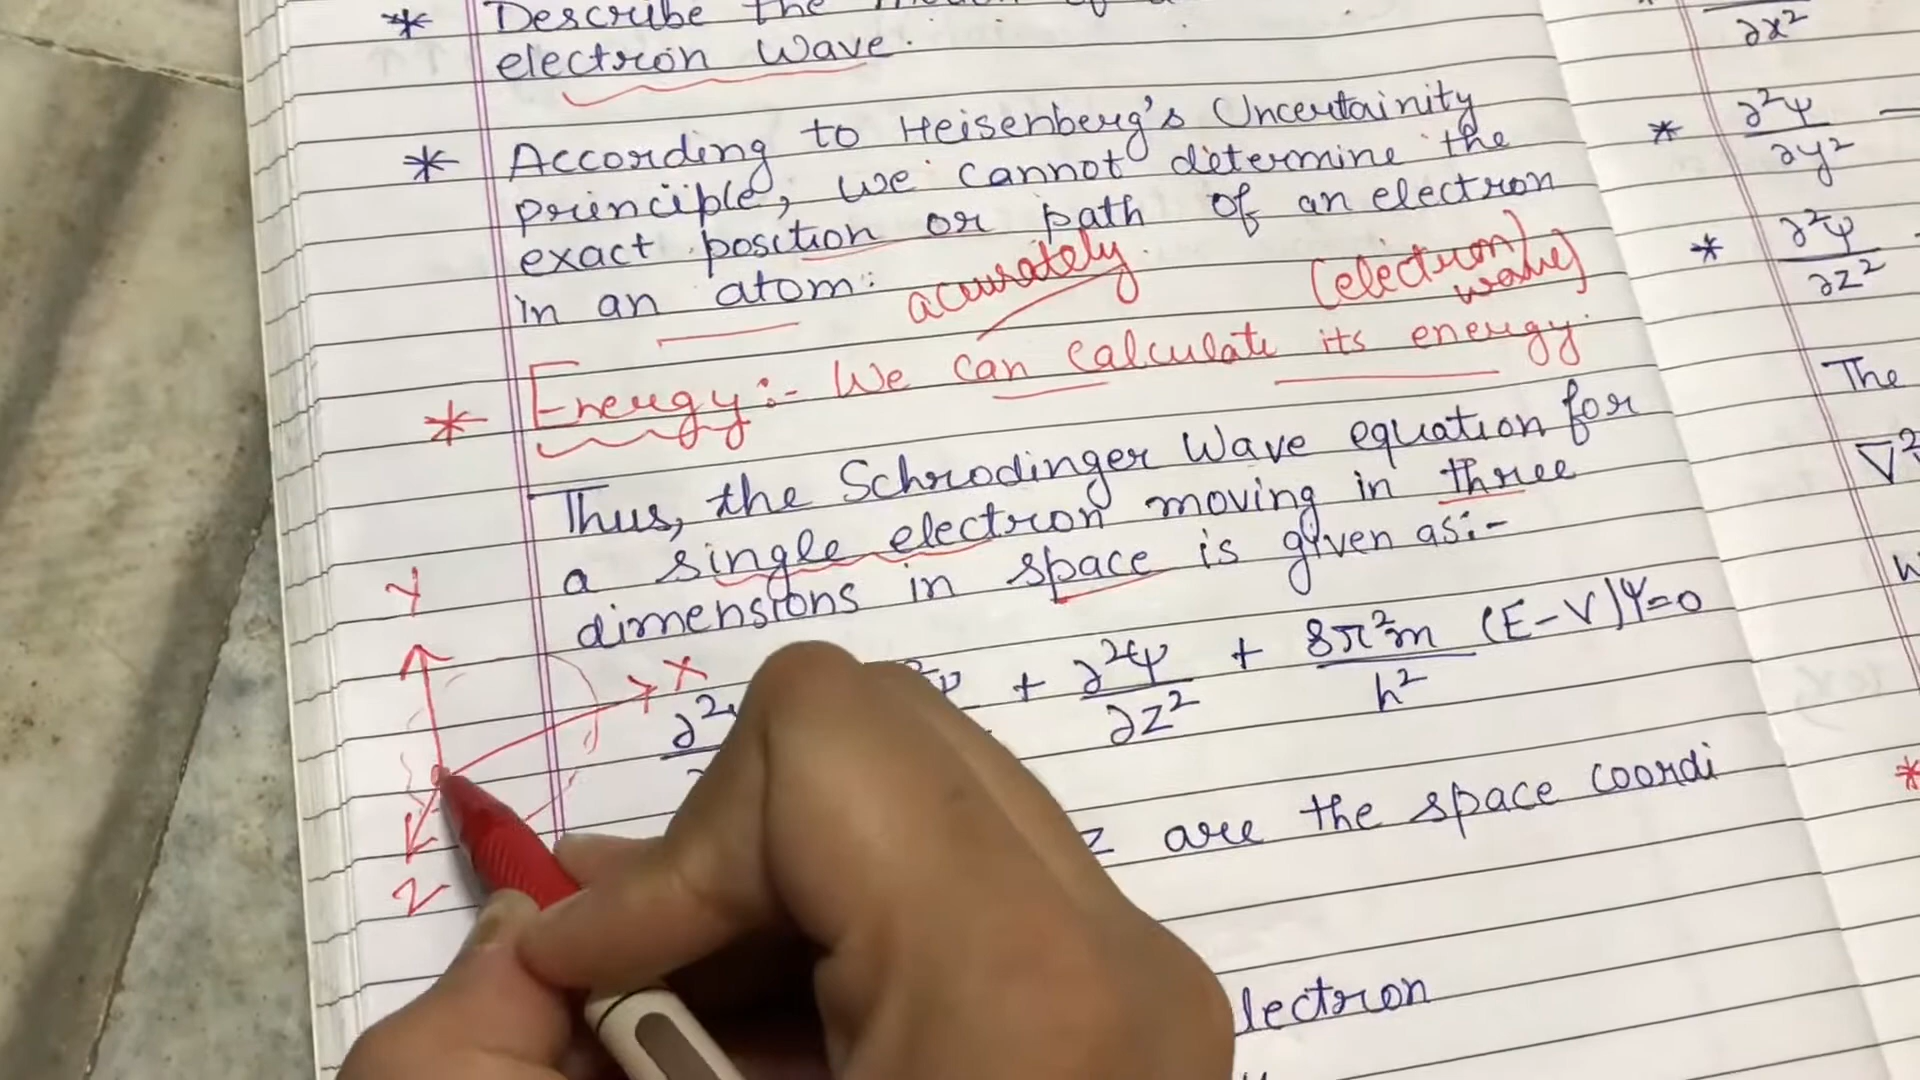 * Describe the
electron wave.
* According to Heisenberg's Uncertainity
principle, we cannot determine the
exact position or path of an electron
in an atom:
accurately.
(electron)
wave)
* Energy:- We can calculate its energy.
Thus, the Schrodinger Wave equation for
a single electron moving in three
dimensions in space is given as:-
Y
X
Z
∂² + ∂²ψ/∂z² + 8π²m/h² (E-V)ψ=0
z are the space coordi
lectron
∂x²
* ∂²ψ/∂y²
* ∂²ψ/∂z²
The
∇²
*